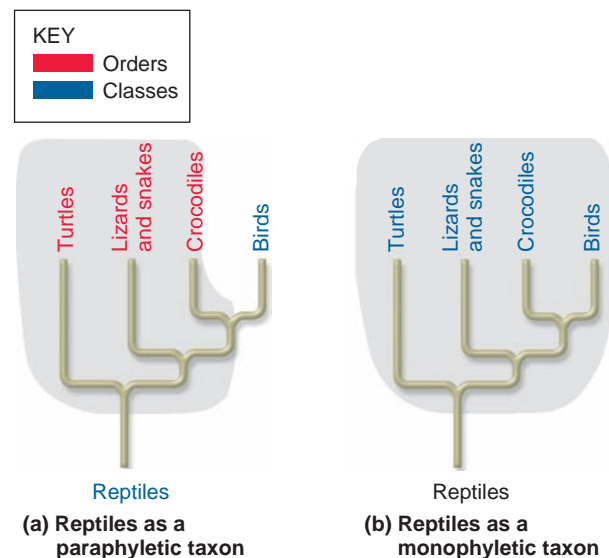 KEY
Orders
Classes
Turtles
Lizards
and snakes
Crocodiles
Birds
Reptiles
(a) Reptiles as a
paraphyletic taxon
Turtles
Lizards
and snakes
Crocodiles
Birds
Reptiles
(b) Reptiles as a
monophyletic taxon